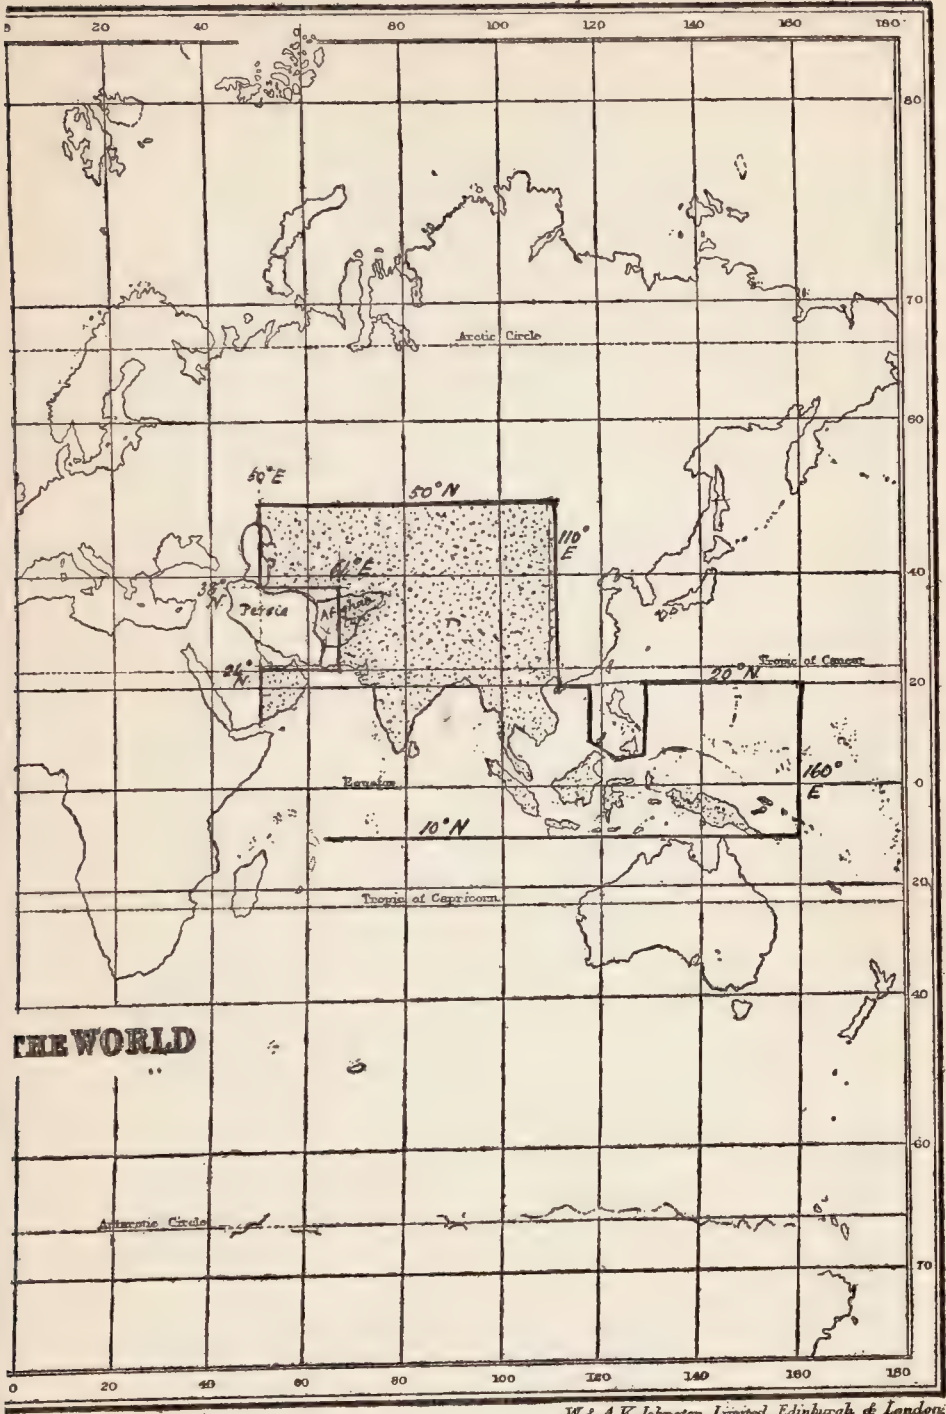 20 40 60 80 100 120 140 160 180
80
70
Arctic Circle
60
50°E
50°N
110°
E
40
38°
N
Persia
Afghan
24°
N
Tropic of Cancer
20°N
20
Equator
160°
E
0
10°N
20
Tropic of Capricorn
40
THE WORLD
60
Antarctic Circle
70
0 20 40 60 80 100 120 140 160 180
W. & A.K. Johnston, Limited, Edinburgh & London.